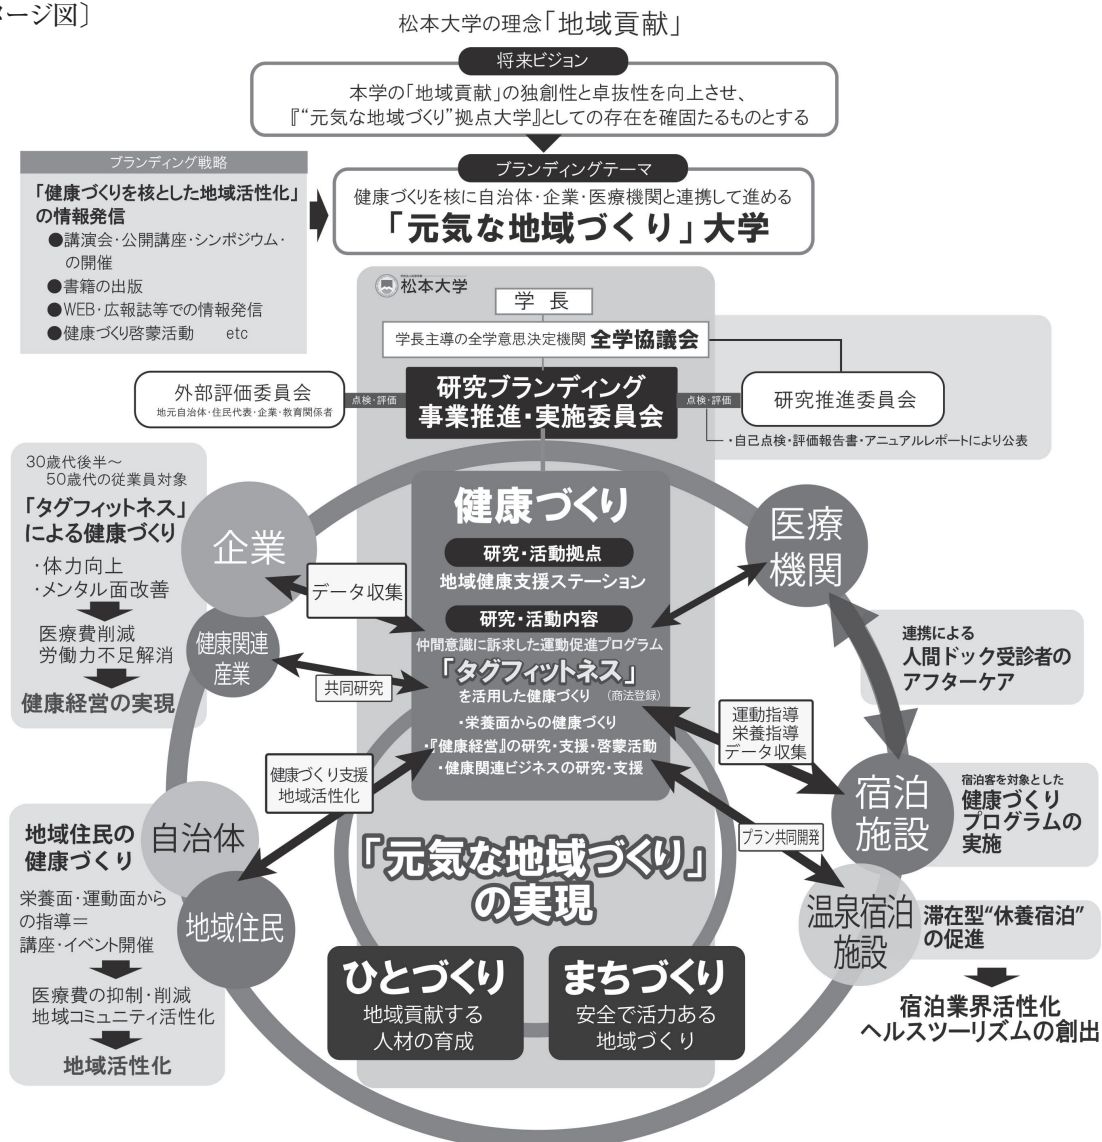 ージ図〕
松本大学の理念「地域貢献」
将来ビジョン
本学の「地域貢献」の独創性と卓抜性を向上させ、
『“元気な地域づくり”拠点大学』としての存在を確固たるものとする
ブランディング戦略
「健康づくりを核とした地域活性化」
の情報発信
●講演会・公開講座・シンポジウム・
の開催
●書籍の出版
●WEB・広報誌等での情報発信
●健康づくり啓蒙活動　etc
ブランディングテーマ
健康づくりを核に自治体・企業・医療機関と連携して進める
「元気な地域づくり」大学
松本大学
学 長
学長主導の全学意思決定機関 全学協議会
研究ブランディング
事業推進・実施委員会
外部評価委員会
地元自治体・住民代表・企業・教育関係者
点検・評価
点検・評価
研究推進委員会
・自己点検・評価報告書・アニュアルレポートにより公表
30歳代後半～
50歳代の従業員対象
「タグフィットネス」
による健康づくり
・体力向上
・メンタル面改善
医療費削減
労働力不足解消
健康経営の実現
企業
健康関連
産業
データ収集
共同研究
健康づくり
研究・活動拠点
地域健康支援ステーション
研究・活動内容
仲間意識に訴求した運動促進プログラム
「タグフィットネス」
を活用した健康づくり （商法登録）
・栄養面からの健康づくり
・『健康経営』の研究・支援・啓蒙活動
・健康関連ビジネスの研究・支援
医療
機関
連携による
人間ドック受診者の
アフターケア
運動指導
栄養指導
データ収集
健康づくり支援
地域活性化
プラン共同開発
宿泊
施設
宿泊客を対象とした
健康づくり
プログラムの
実施
地域住民の
健康づくり
栄養面・運動面から
の指導＝
講座・イベント開催
医療費の抑制・削減
地域コミュニティ活性化
地域活性化
自治体
地域住民
「元気な地域づくり」
の実現
ひとづくり
地域貢献する
人材の育成
まちづくり
安全で活力ある
地域づくり
温泉宿泊
施設
滞在型“休養宿泊”
の促進
宿泊業界活性化
ヘルスツーリズムの創出